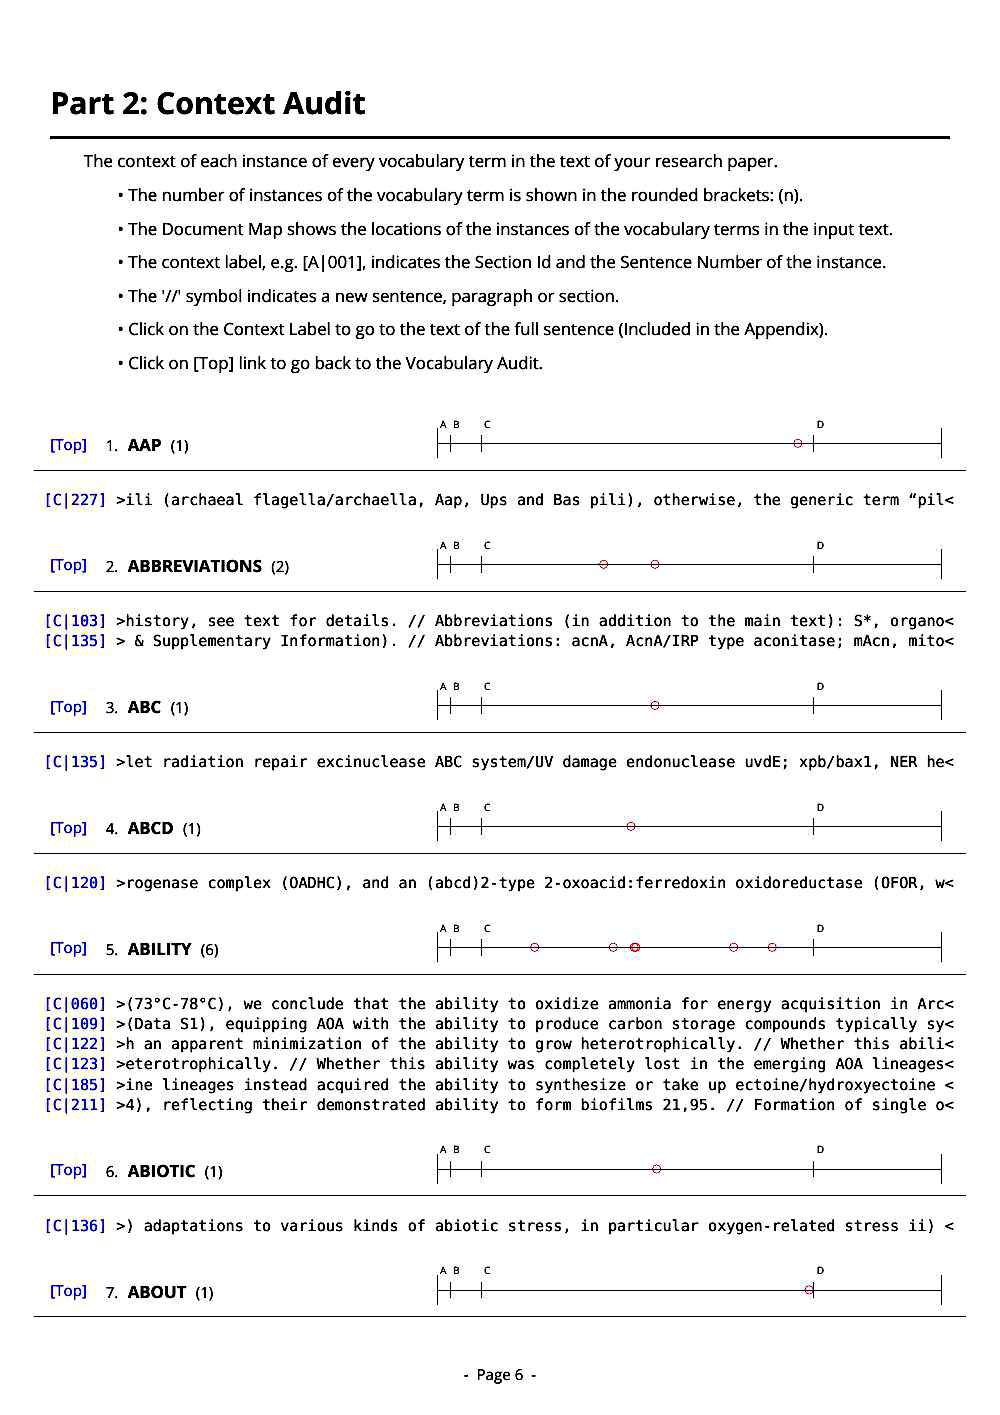 Part 2: Context Audit
The context of each instance of every vocabulary term in the text of your research paper.
• The number of instances of the vocabulary term is shown in the rounded brackets: (n).
• The Document Map shows the locations of the instances of the vocabulary terms in the input text.
• The context label, e.g. [A|001], indicates the Section Id and the Sentence Number of the instance.
• The '//' symbol indicates a new sentence, paragraph or section.
• Click on the Context Label to go to the text of the full sentence (Included in the Appendix).
• Click on [Top] link to go back to the Vocabulary Audit.
A B C D
[Top] 1. AAP (1)
[C|227] >ili (archaeal flagella/archaella, Aap, Ups and Bas pili), otherwise, the generic term “pil<
A B C D
[Top] 2. ABBREVIATIONS (2)
[C|103] >history, see text for details. // Abbreviations (in addition to the main text): S*, organo<
[C|135] > & Supplementary Information). // Abbreviations: acnA, AcnA/IRP type aconitase; mAcn, mito<
A B C D
[Top] 3. ABC (1)
[C|135] >let radiation repair excinuclease ABC system/UV damage endonuclease uvdE; xpb/bax1, NER he<
A B C D
[Top] 4. ABCD (1)
[C|120] >rogenase complex (OADHC), and an (abcd)2-type 2-oxoacid:ferredoxin oxidoreductase (OFOR, w<
A B C D
[Top] 5. ABILITY (6)
[C|060] >(73°C-78°C), we conclude that the ability to oxidize ammonia for energy acquisition in Arc<
[C|109] >(Data S1), equipping AOA with the ability to produce carbon storage compounds typically sy<
[C|122] >h an apparent minimization of the ability to grow heterotrophically. // Whether this abili<
[C|123] >eterotrophically. // Whether this ability was completely lost in the emerging AOA lineages<
[C|185] >ine lineages instead acquired the ability to synthesize or take up ectoine/hydroxyectoine <
[C|211] >4), reflecting their demonstrated ability to form biofilms 21,95. // Formation of single o<
A B C D
[Top] 6. ABIOTIC (1)
[C|136] >) adaptations to various kinds of abiotic stress, in particular oxygen-related stress ii) <
A B C D
[Top] 7. ABOUT (1)
- Page 6 -